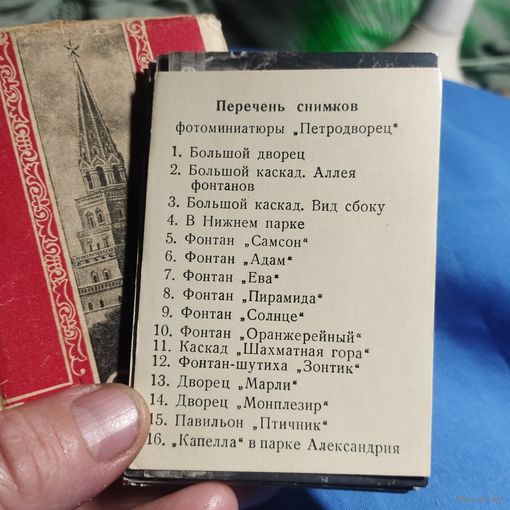 Перечень снимков
фотоминиатюры „Петродворец“
1. Большой дворец
2. Большой каскад. Аллея
фонтанов
3. Большой каскад. Вид сбоку
4. В Нижнем парке
5. Фонтан „Самсон“
6. Фонтан „Адам“
7. Фонтан „Ева“
8. Фонтан „Пирамида“
9. Фонтан „Солнце“
10. Фонтан „Оранжерейный“
11. Каскад „Шахматная гора“
12. Фонтан-шутиха „Зонтик“
13. Дворец „Марли“
14. Дворец „Монплезир“
15. Павильон „Птичник“
16. „Капелла“ в парке Александрия